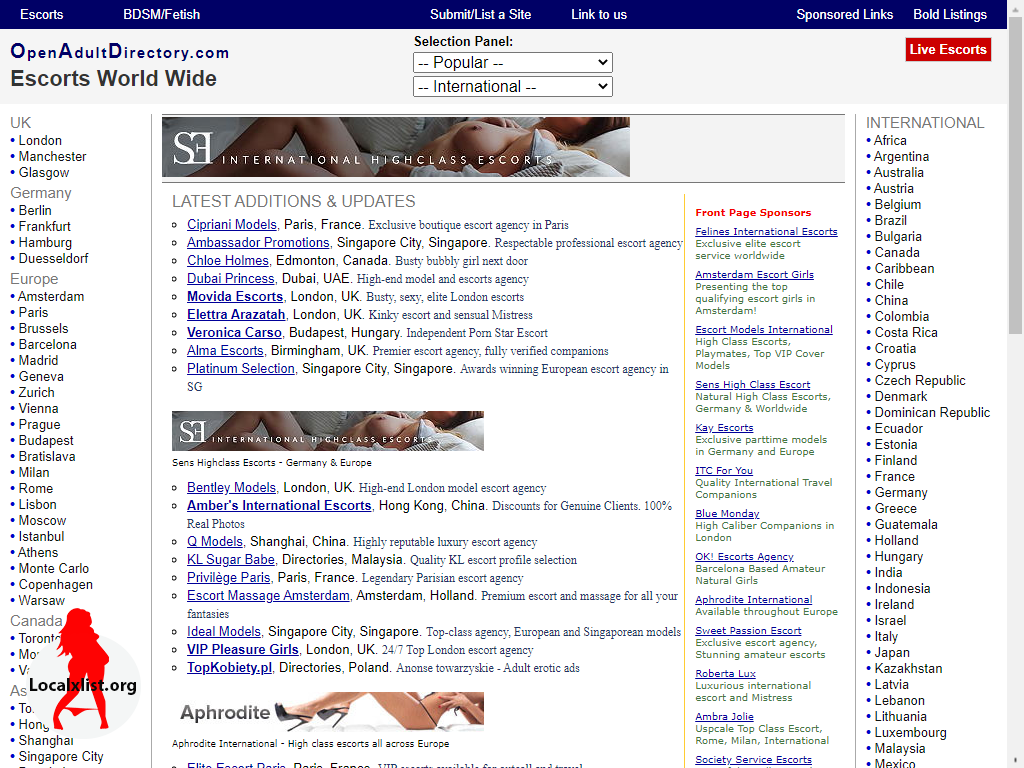 Escorts BDSM/Fetish Submit/List a Site Link to us Sponsored Links Bold Listings
OpenAdultDirectory.com
Escorts World Wide
Selection Panel:
-- Popular --
-- International --
Live Escorts
UK
• London
• Manchester
• Glasgow
Germany
• Berlin
• Frankfurt
• Hamburg
• Duesseldorf
Europe
• Amsterdam
• Paris
• Brussels
• Barcelona
• Madrid
• Geneva
• Zurich
• Vienna
• Prague
• Budapest
• Bratislava
• Milan
• Rome
• Lisbon
• Moscow
• Istanbul
• Athens
• Monte Carlo
• Copenhagen
• Warsaw
Canada
• Toronto
Localxlist.org
• Shanghai
• Singapore City
SH INTERNATIONAL HIGHCLASS ESCORTS
LATEST ADDITIONS & UPDATES
Cipriani Models, Paris, France. Exclusive boutique escort agency in Paris
Ambassador Promotions, Singapore City, Singapore. Respectable professional escort agency
Chloe Holmes, Edmonton, Canada. Busty bubbly girl next door
Dubai Princess, Dubai, UAE. High-end model and escorts agency
Movida Escorts, London, UK. Busty, sexy, elite London escorts
Elettra Arazatah, London, UK. Kinky escort and sensual Mistress
Veronica Carso, Budapest, Hungary. Independent Porn Star Escort
Alma Escorts, Birmingham, UK. Premier escort agency, fully verified companions
Platinum Selection, Singapore City, Singapore. Awards winning European escort agency in
SG
SH INTERNATIONAL HIGHCLASS ESCORTS
Sens Highclass Escorts - Germany & Europe
Bentley Models, London, UK. High-end London model escort agency
Amber's International Escorts, Hong Kong, China. Discounts for Genuine Clients. 100%
Real Photos
Q Models, Shanghai, China. Highly reputable luxury escort agency
KL Sugar Babe, Directories, Malaysia. Quality KL escort profile selection
Privilège Paris, Paris, France. Legendary Parisian escort agency
Escort Massage Amsterdam, Amsterdam, Holland. Premium escort and massage for all your
fantasies
Ideal Models, Singapore City, Singapore. Top-class agency, European and Singaporean models
VIP Pleasure Girls, London, UK. 24/7 Top London escort agency
TopKobiety.pl, Directories, Poland. Anonse towarzyskie - Adult erotic ads
Aphrodite
Aphrodite International - High class escorts all across Europe
Elite Escort Paris, Paris, France. VIP escorts available for outcall and travel
Front Page Sponsors
Felines International Escorts
Exclusive elite escort
service worldwide
Amsterdam Escort Girls
Presenting the top
qualifying escort girls in
Amsterdam!
Escort Models International
High Class Escorts,
Playmates, Top VIP Cover
Models
Sens High Class Escort
Natural High Class Escorts,
Germany & Worldwide
Kay Escorts
Exclusive parttime models
in Germany and Europe
ITC For You
Quality International Travel
Companions
Blue Monday
High Caliber Companions in
London
OK! Escorts Agency
Barcelona Based Amateur
Natural Girls
Aphrodite International
Available throughout Europe
Sweet Passion Escort
Exclusive escort agency,
Stunning amateur escorts
Roberta Lux
Luxurious international
escort and Mistress
Ambra Jolie
Uspcale Top Class Escort,
Rome, Milan, International
Society Service Escorts
INTERNATIONAL
• Africa
• Argentina
• Australia
• Austria
• Belgium
• Brazil
• Bulgaria
• Canada
• Caribbean
• Chile
• China
• Colombia
• Costa Rica
• Croatia
• Cyprus
• Czech Republic
• Denmark
• Dominican Republic
• Ecuador
• Estonia
• Finland
• France
• Germany
• Greece
• Guatemala
• Holland
• Hungary
• India
• Indonesia
• Ireland
• Israel
• Italy
• Japan
• Kazakhstan
• Latvia
• Lebanon
• Lithuania
• Luxembourg
• Malaysia
• Mexico